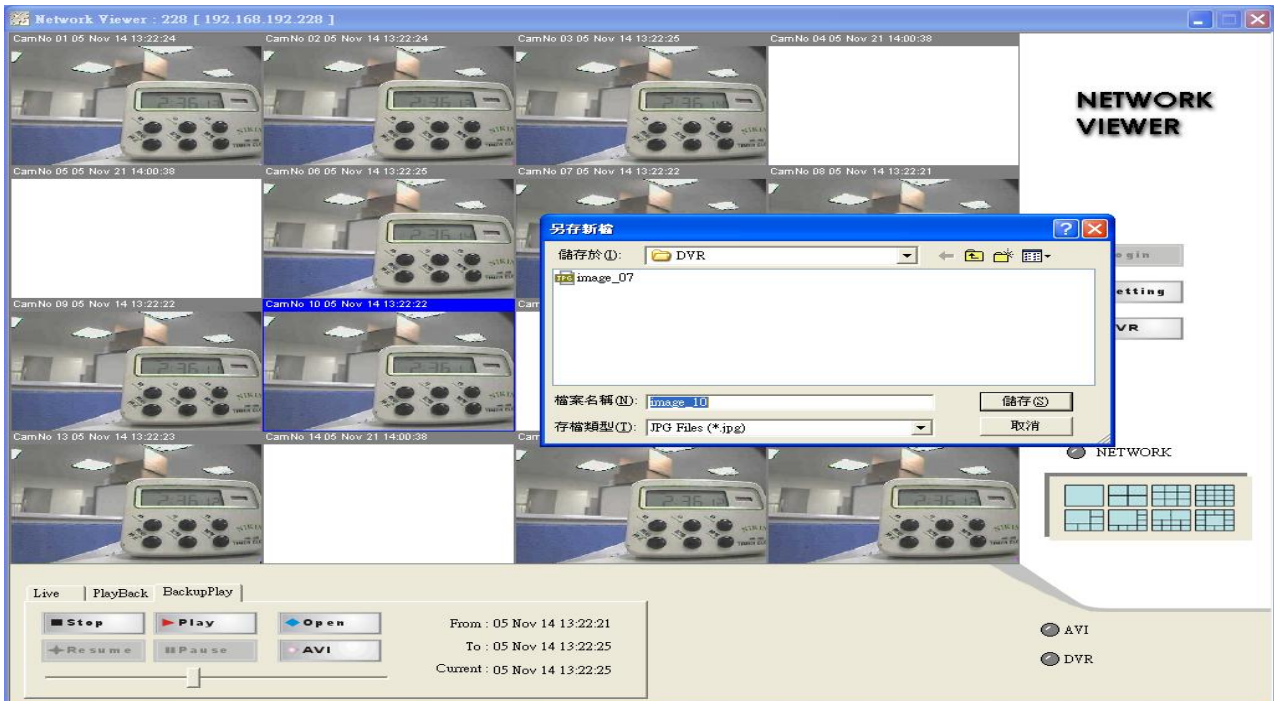 Network Viewer : 228 [ 192.168.192.228 ]
CamNo 01 05 Nov 14 13:22:24
CamNo 02 05 Nov 14 13:22:24
CamNo 03 05 Nov 14 13:22:25
CamNo 04 05 Nov 21 14:00:38
NETWORK
VIEWER
CamNo 05 05 Nov 21 14:00:38
CamNo 06 05 Nov 14 13:22:25
CamNo 07 05 Nov 14 13:22:22
CamNo 08 05 Nov 14 13:22:21
另存新檔
儲存於(I):
DVR
image_07
檔案名稱(N):
image_10
儲存(S)
存檔類型(T):
JPG Files (*.jpg)
取消
ogin
etting
VR
CamNo 09 05 Nov 14 13:22:22
CamNo 10 05 Nov 14 13:22:22
Cam
CamNo 13 05 Nov 14 13:22:22
CamNo 14 05 Nov 21 14:00:38
Cam
NETWORK
Live
PlayBack
BackupPlay
Stop
Play
Open
Resume
Pause
AVI
From : 05 Nov 14 13:22:21
To : 05 Nov 14 13:22:25
Current : 05 Nov 14 13:22:25
AVI
DVR